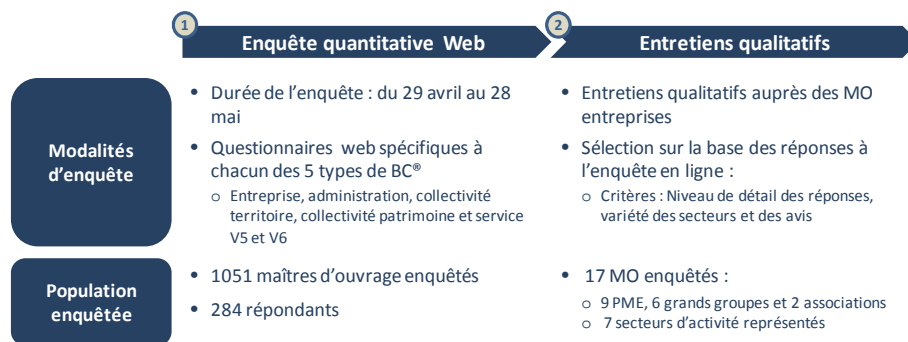 1
Enquête quantitative Web
2
Entretiens qualitatifs
Modalités
d'enquête
• Durée de l'enquête : du 29 avril au 28
mai
• Questionnaires web spécifiques à
chacun des 5 types de BC®
o Entreprise, administration, collectivité
territoire, collectivité patrimoine et service
V5 et V6
• Entretiens qualitatifs auprès des MO
entreprises
• Sélection sur la base des réponses à
l'enquête en ligne :
o Critères : Niveau de détail des réponses,
variété des secteurs et des avis
Population
enquêtée
• 1051 maîtres d'ouvrage enquêtés
• 284 répondants
• 17 MO enquêtés :
o 9 PME, 6 grands groupes et 2 associations
o 7 secteurs d'activité représentés